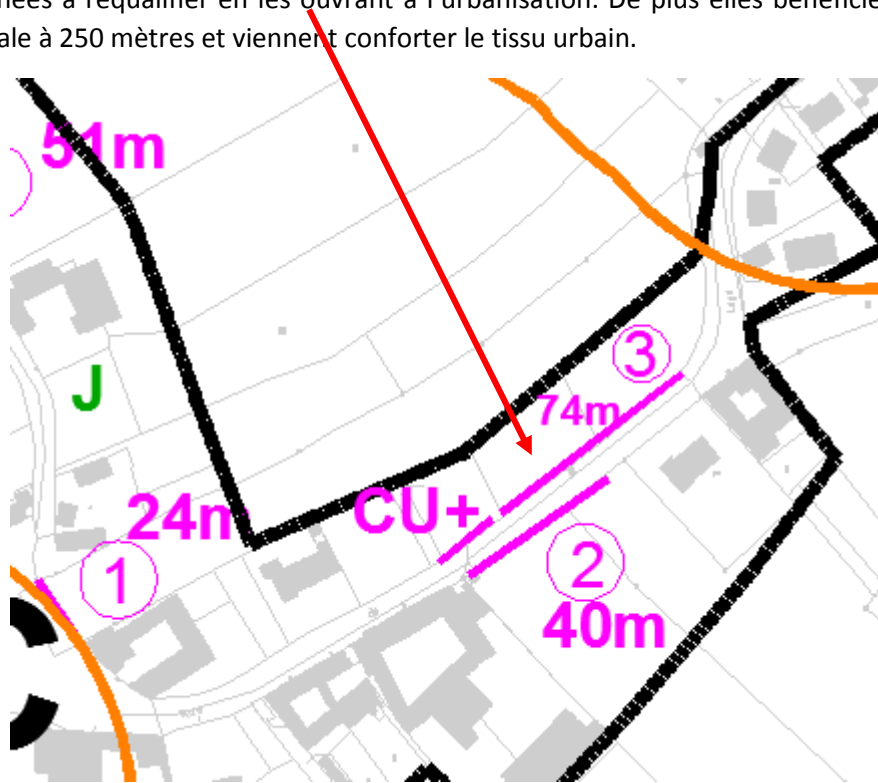 nées à requalifier en les ouvrant à l'urbanisation. De plus elles bénéficie
ale à 250 mètres et viennent conforter le tissu urbain.
51m
3
J
74m
24m
CU+
1
2
40m
C